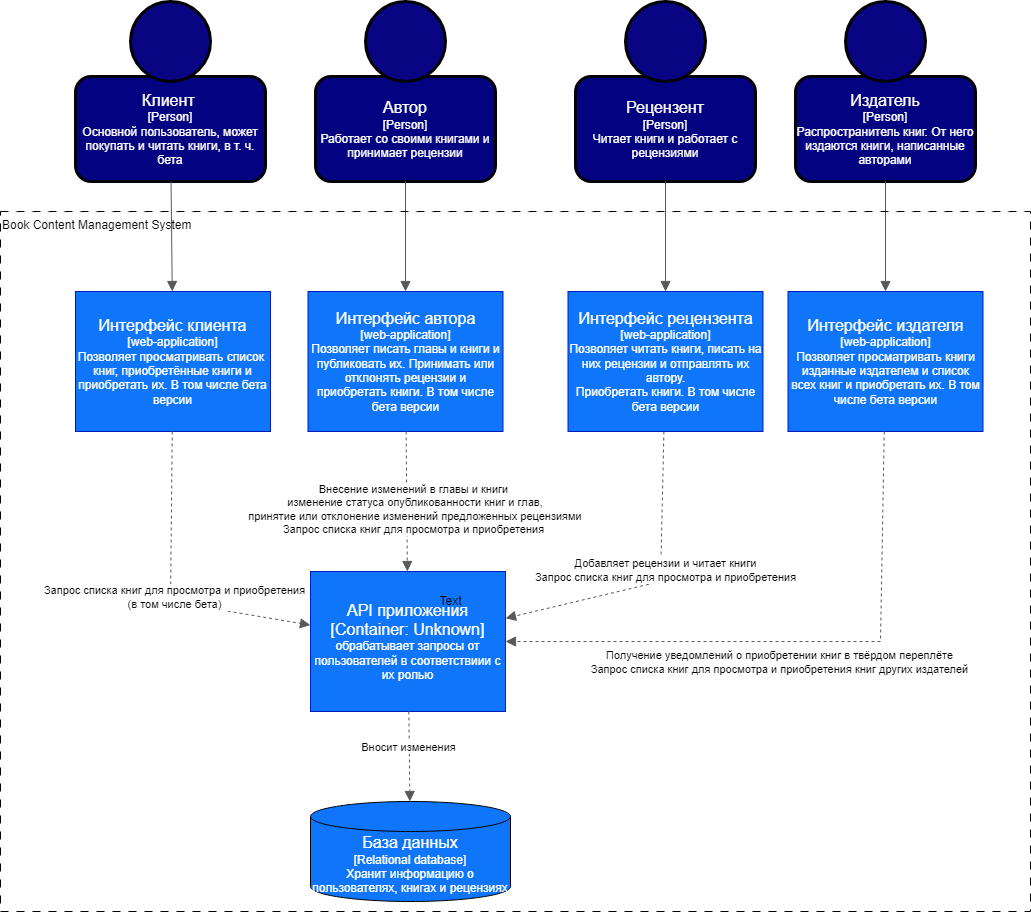 Клиент
[Person]
Основной пользователь, может
покупать и читать книги, в т. ч.
бета
Автор
[Person]
Работает со своими книгами и
принимает рецензии
Рецензент
[Person]
Читает книги и работает с
рецензиями
Издатель
[Person]
Распространитель книг. От него
издаются книги, написанные
авторами
Book Content Management System
Интерфейс клиента
[web-application]
Позволяет просматривать список
книг, приобретённые книги и
приобретать их. В том числе бета
версии
Интерфейс автора
[web-application]
Позволяет писать главы и книги и
публиковать их. Принимать или
отклонять рецензии и
приобретать книги. В том числе
бета версии
Интерфейс рецензента
[web-application]
Позволяет читать книги, писать на
них рецензии и отправлять их
автору.
Приобретать книги. В том числе
бета версии
Интерфейс издателя
[web-application]
Позволяет просматривать книги
изданные издателем и список
всех книг и приобретать их. В том
числе бета версии
Внесение изменений в главы и книги
изменение статуса опубликованности книг и глав,
принятие или отклонение изменений предложенных рецензиями
Запрос списка книг для просмотра и приобретения
Добавляет рецензии и читает книги
Запрос списка книг для просмотра и приобретения
Запрос списка книг для просмотра и приобретения
(в том числе бета)
Text
API приложения
[Container: Unknown]
обрабатывает запросы от
пользователей в соответствиии с
их ролью
Получение уведомлений о приобретении книг в твёрдом переплёте
Запрос списка книг для просмотра и приобретения книг других издателей
Вносит изменения
База данных
[Relational database]
Хранит информацию о
пользователях, книгах и рецензиях